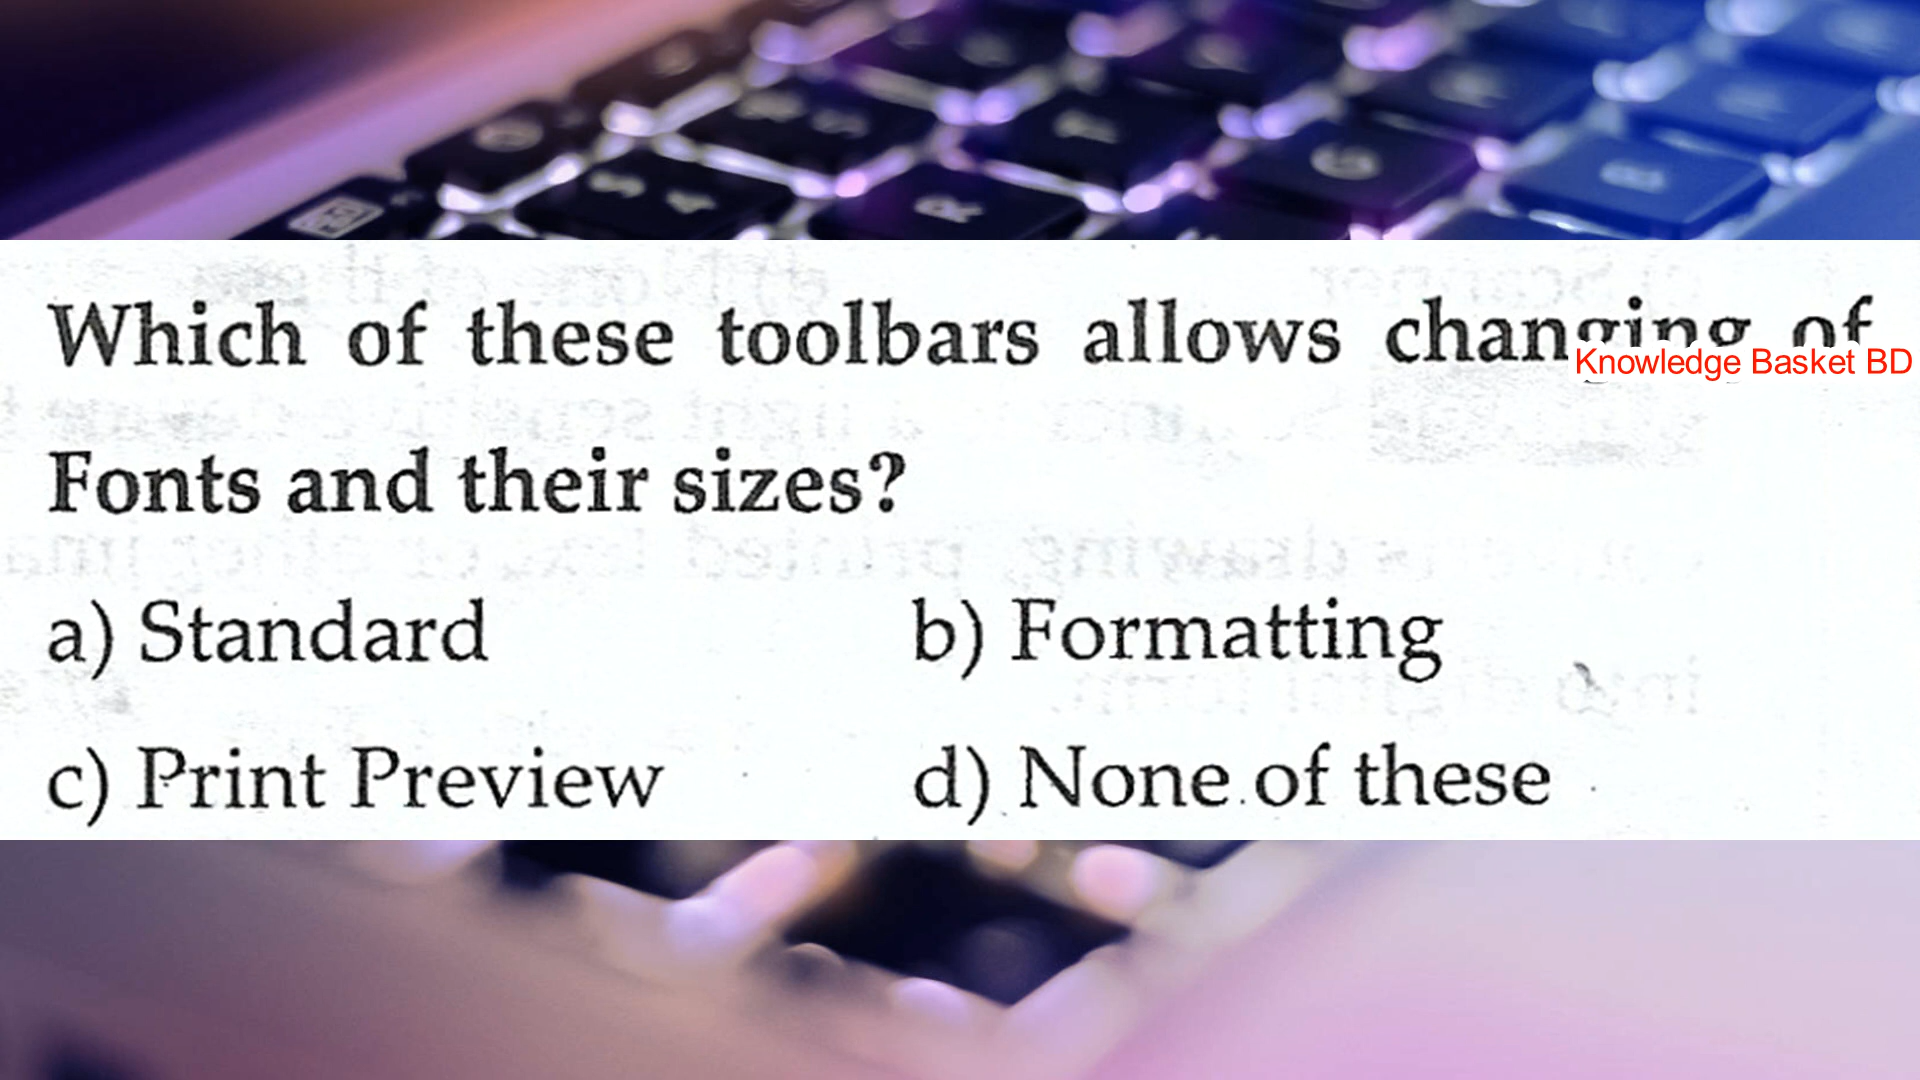 Which of these toolbars allows changing of
Knowledge Basket BD
Fonts and their sizes?
a) Standard
b) Formatting
c) Print Preview
d) None of these